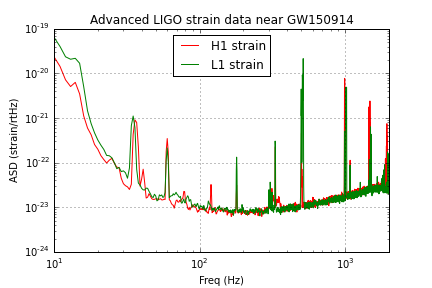 Advanced LIGO strain data near GW150914
H1 strain
L1 strain
ASD (strain/rtHz)
10^-19
10^-20
10^-21
10^-22
10^-23
10^-24
10^1
10^2
10^3
Freq (Hz)